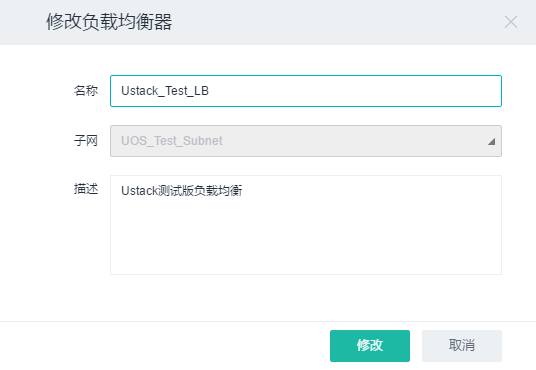 修改负载均衡器
名称 Ustack_Test_LB
子网 UOS_Test_Subnet
描述 Ustack测试版负载均衡
修改 取消